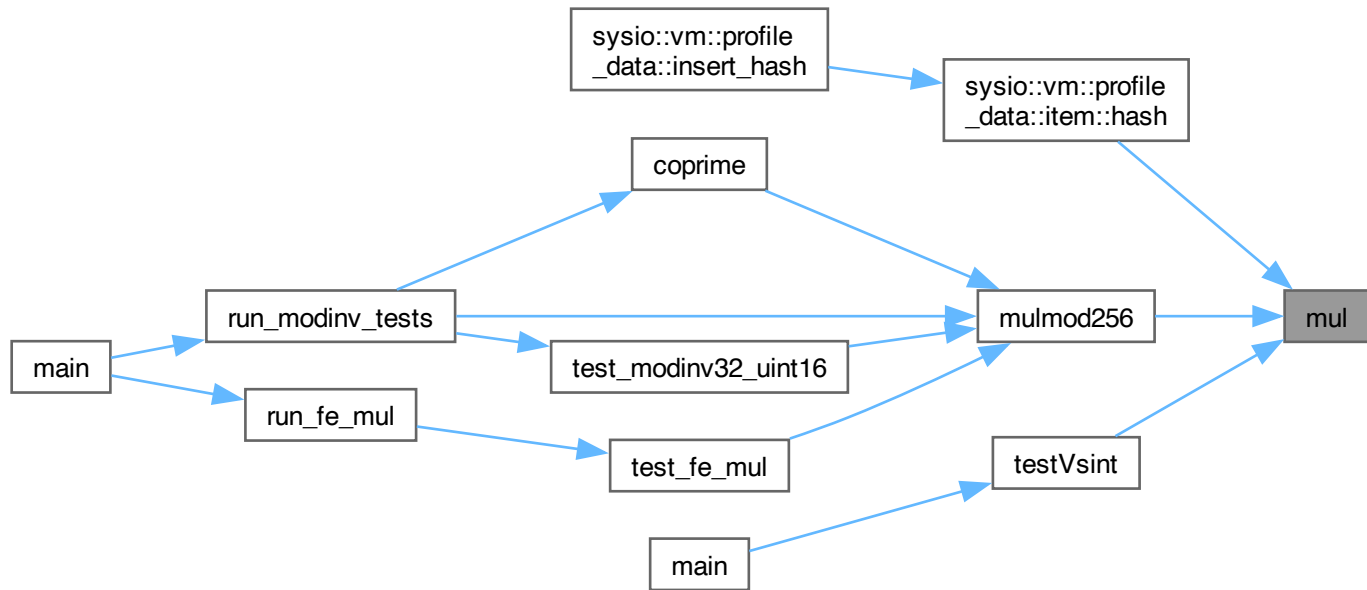 sysio::vm::profile
_data::insert_hash
sysio::vm::profile
_data::item::hash
coprime
run_modinv_tests
mulmod256
mul
main
test_modinv32_uint16
run_fe_mul
test_fe_mul
testVsint
main